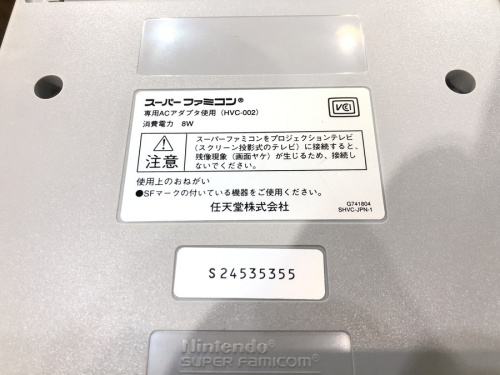 スーパーファミコン®
専用ACアダプタ使用（HVC-002）
消費電力　8W
VCCI
注意
スーパーファミコンをプロジェクションテレビ
（スクリーン投影式のテレビ）に接続すると、
残像現象（画面ヤケ）が生じるため、接続し
ないでください。
使用上のおねがい
●SFマークの付いている機器をご使用ください。
任天堂株式会社
G741804
SHVC-JPN-1
S24535355
Nintendo®
SUPER FAMICOM®